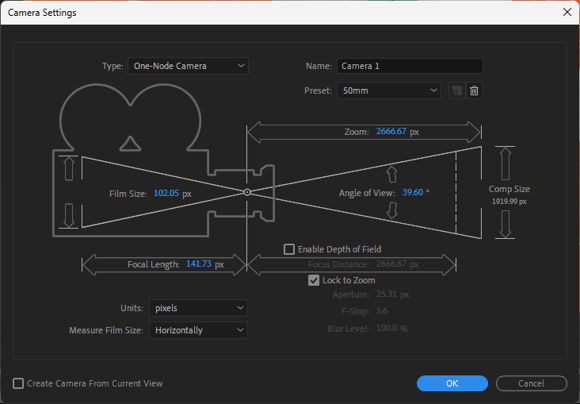 Camera Settings
Type: One-Node Camera
Name: Camera 1
Preset: 50mm
Zoom: 2666.67 px
Film Size: 102.05 px
Angle of View: 39.60 °
Comp Size
1919.99 px
Enable Depth of Field
Focal Length: 141.73 px
Focus Distance: 2666.67 px
Lock to Zoom
Aperture: 25.31 px
Units: pixels
F-Stop: 5.6
Measure Film Size: Horizontally
Blur Level: 100.0 %
Create Camera From Current View
OK
Cancel